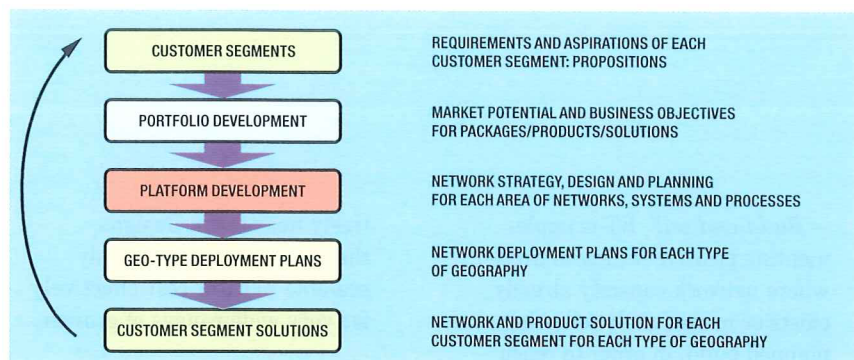 CUSTOMER SEGMENTS
REQUIREMENTS AND ASPIRATIONS OF EACH
CUSTOMER SEGMENT: PROPOSITIONS
PORTFOLIO DEVELOPMENT
MARKET POTENTIAL AND BUSINESS OBJECTIVES
FOR PACKAGES/PRODUCTS/SOLUTIONS
PLATFORM DEVELOPMENT
NETWORK STRATEGY, DESIGN AND PLANNING
FOR EACH AREA OF NETWORKS, SYSTEMS AND PROCESSES
GEO-TYPE DEPLOYMENT PLANS
NETWORK DEPLOYMENT PLANS FOR EACH TYPE
OF GEOGRAPHY
CUSTOMER SEGMENT SOLUTIONS
NETWORK AND PRODUCT SOLUTION FOR EACH
CUSTOMER SEGMENT FOR EACH TYPE OF GEOGRAPHY